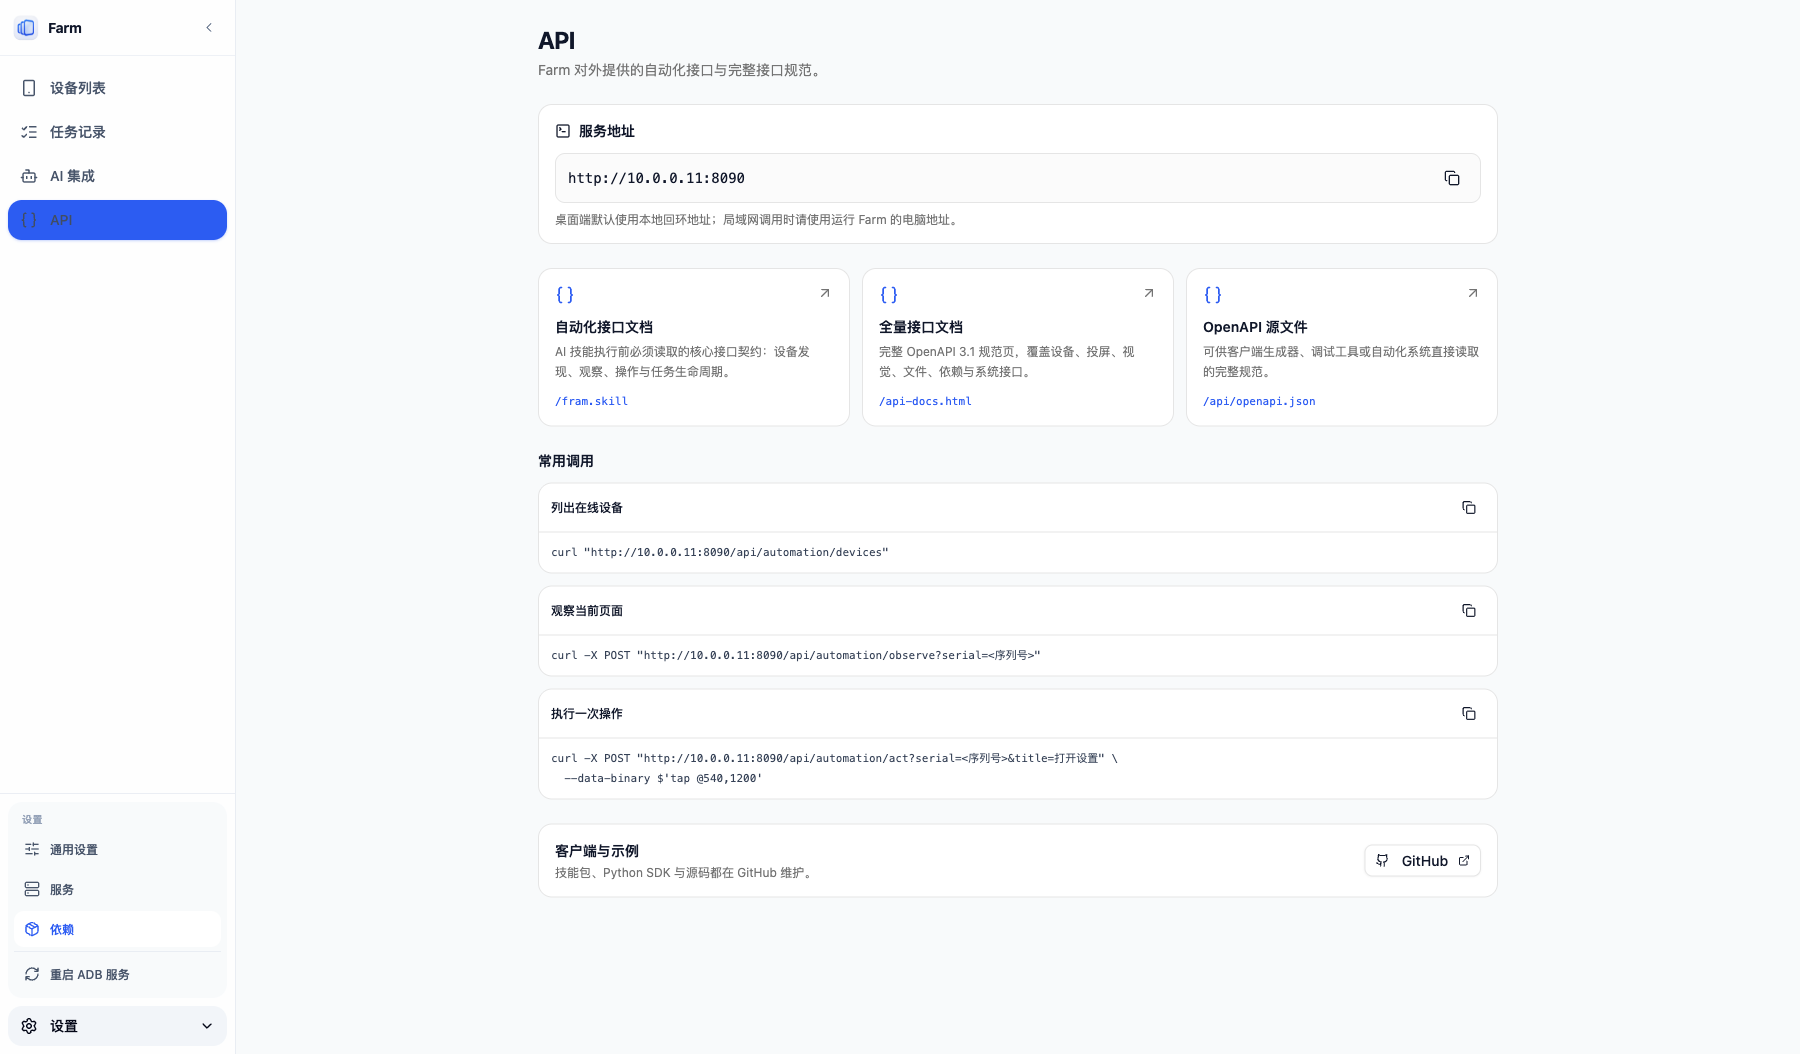 Farm
设备列表
任务记录
AI 集成
API
设置
通用设置
服务
依赖
重启 ADB 服务
设置
API
Farm 对外提供的自动化接口与完整接口规范。
服务地址
http://10.0.0.11:8090
桌面端默认使用本地回环地址；局域网调用时请使用运行 Farm 的电脑地址。
自动化接口文档
AI 技能执行前必须读取的核心接口契约：设备发
现、观察、操作与任务生命周期。
/fram.skill
全量接口文档
完整 OpenAPI 3.1 规范页，覆盖设备、投屏、视
觉、文件、依赖与系统接口。
/api-docs.html
OpenAPI 源文件
可供客户端生成器、调试工具或自动化系统直接读取
的完整规范。
/api/openapi.json
常用调用
列出在线设备
curl "http://10.0.0.11:8090/api/automation/devices"
观察当前页面
curl -X POST "http://10.0.0.11:8090/api/automation/observe?serial=<序列号>"
执行一次操作
curl -X POST "http://10.0.0.11:8090/api/automation/act?serial=<序列号>&title=打开设置" \
--data-binary $'tap @540,1200'
客户端与示例
技能包、Python SDK 与源码都在 GitHub 维护。
GitHub